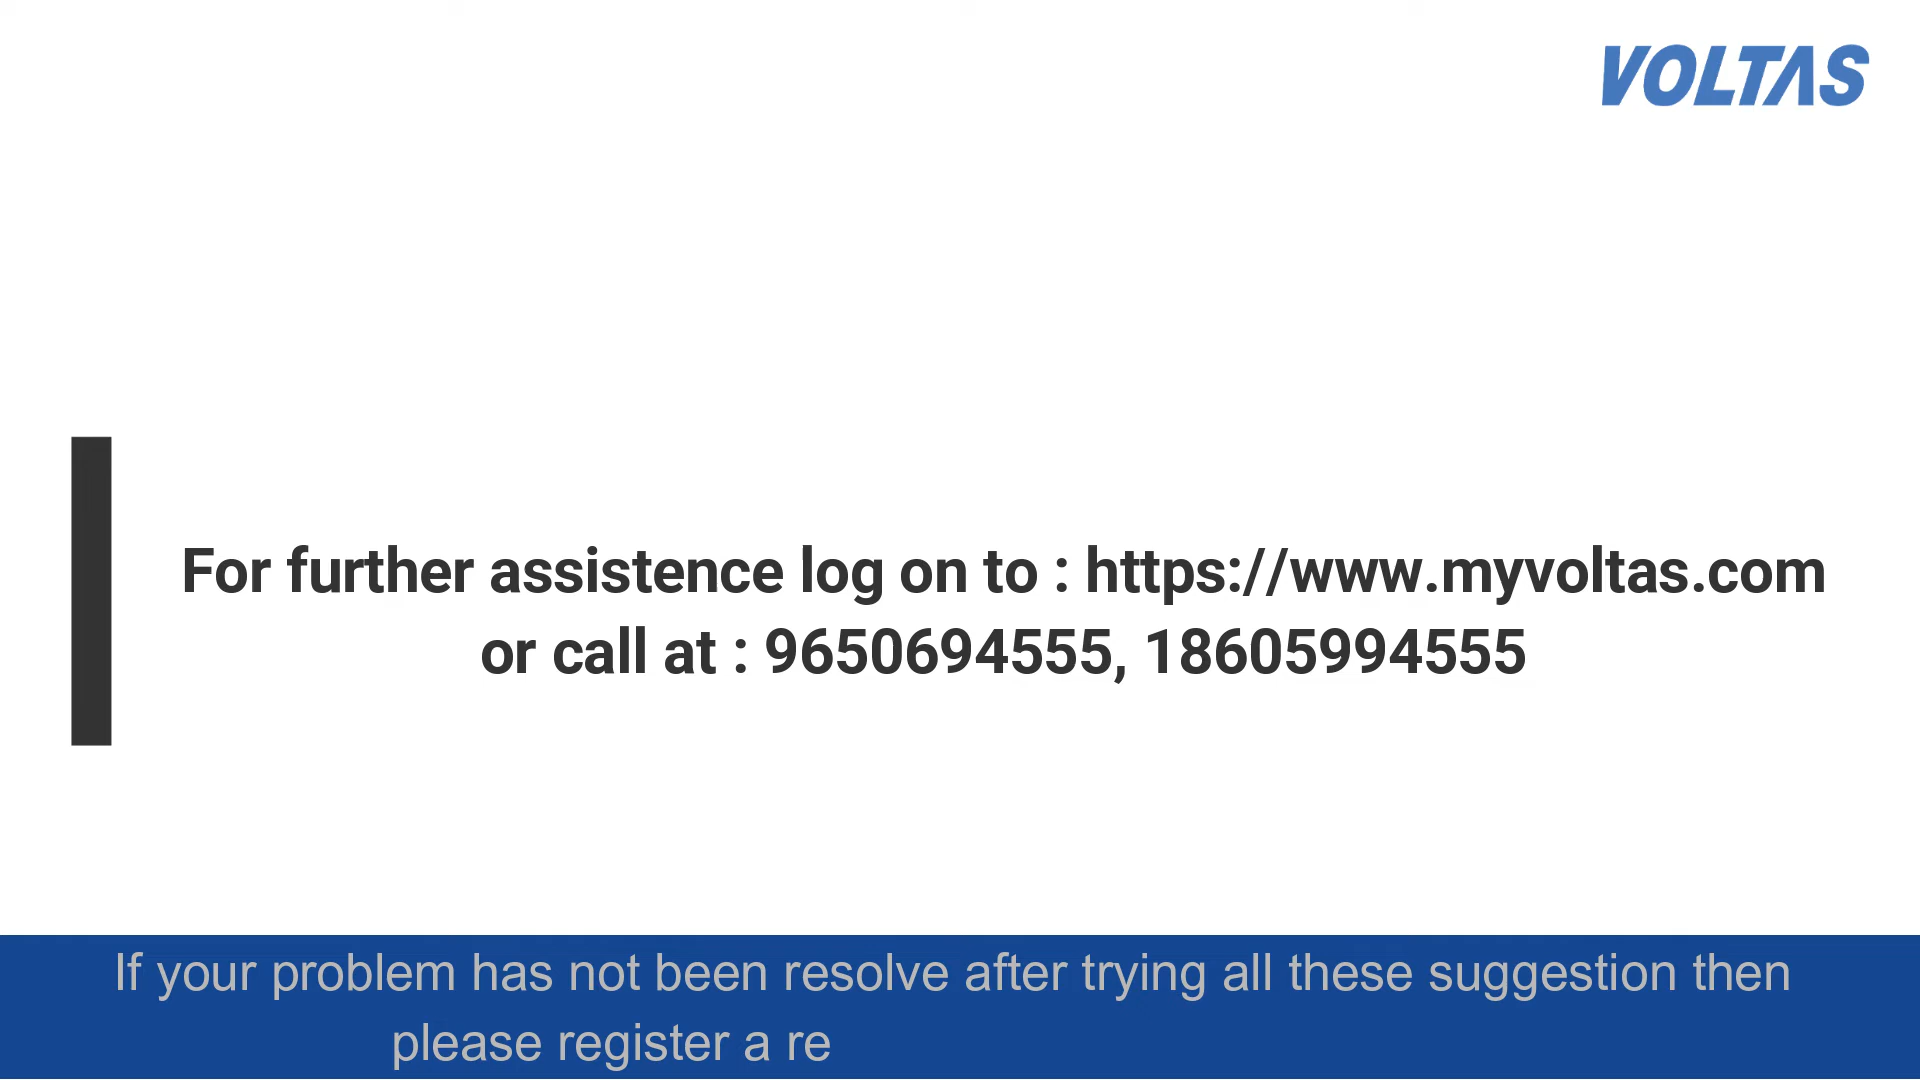 VOLTAS
For further assistence log on to : https://www.myvoltas.com
or call at : 9650694555, 18605994555
If your problem has not been resolve after trying all these suggestion then
please register a re